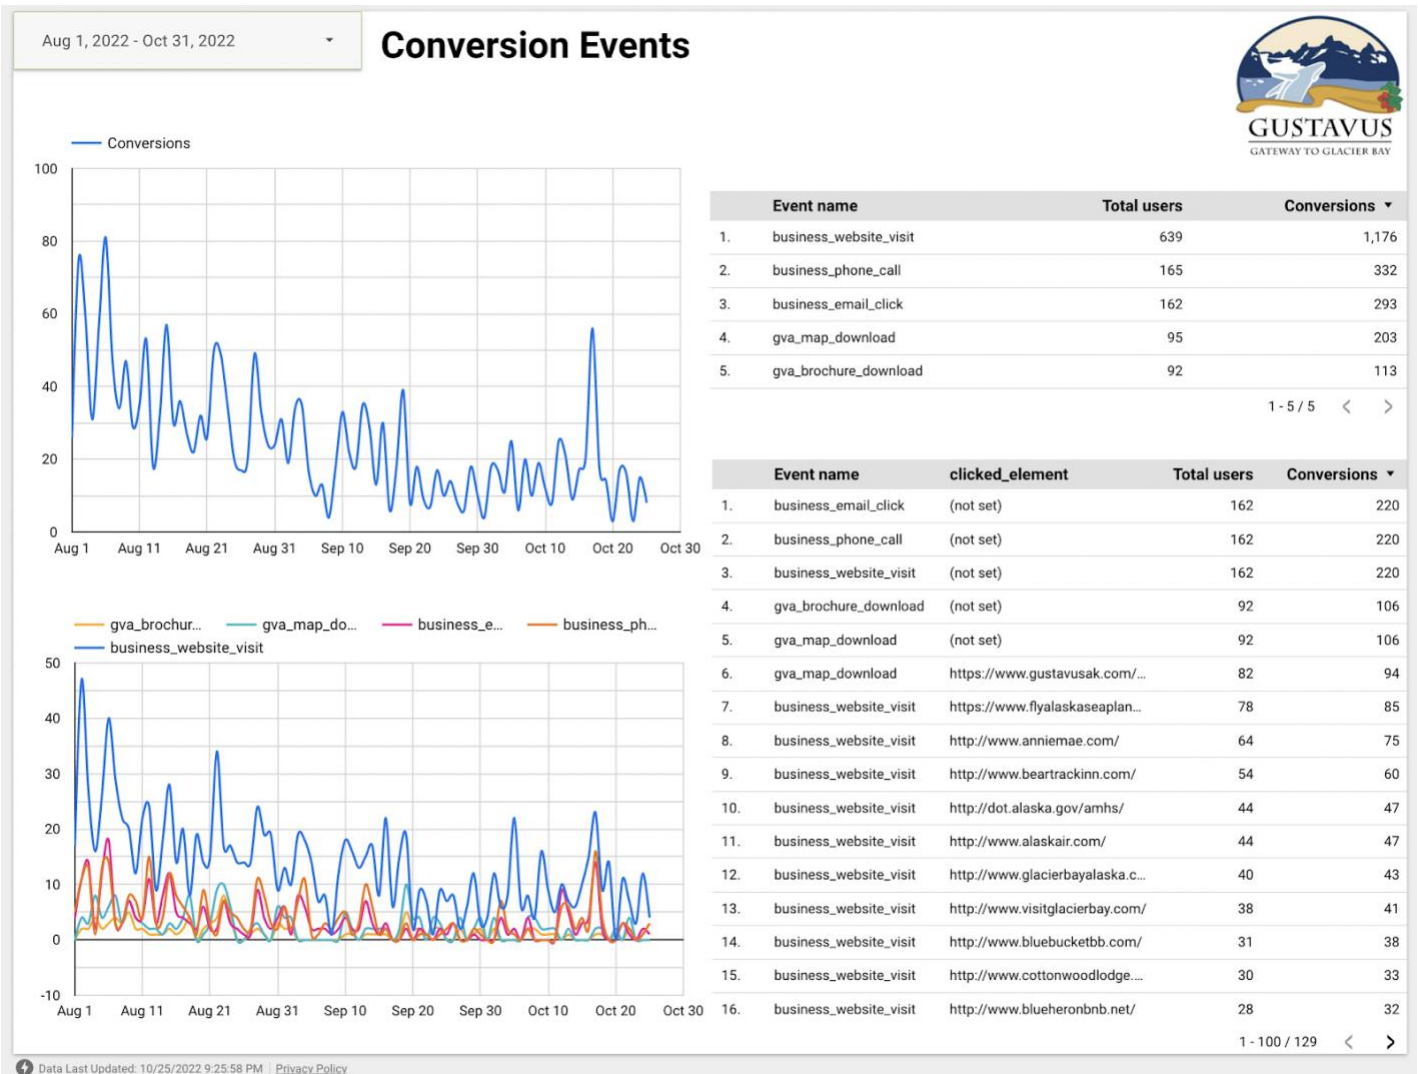 Aug 1, 2022 - Oct 31, 2022
Conversion Events
GUSTAVUS
GATEWAY TO GLACIER BAY
Conversions
100
80
60
40
20
0
Aug 1 Aug 11 Aug 21 Aug 31 Sep 10 Sep 20 Sep 30 Oct 10 Oct 20 Oct 30
Event name Total users Conversions
1. business_website_visit 639 1,176
2. business_phone_call 165 332
3. business_email_click 162 293
4. gva_map_download 95 203
5. gva_brochure_download 92 113
1 - 5 / 5
gva_brochur... gva_map_do... business_e... business_ph...
business_website_visit
50
40
30
20
10
0
-10
Aug 1 Aug 11 Aug 21 Aug 31 Sep 10 Sep 20 Sep 30 Oct 10 Oct 20 Oct 30
Event name clicked_element Total users Conversions
1. business_email_click (not set) 162 220
2. business_phone_call (not set) 162 220
3. business_website_visit (not set) 162 220
4. gva_brochure_download (not set) 92 106
5. gva_map_download (not set) 92 106
6. gva_map_download https://www.gustavusak.com/... 82 94
7. business_website_visit https://www.flyalaskaseaplan... 78 85
8. business_website_visit http://www.anniemae.com/ 64 75
9. business_website_visit http://www.beartrackinn.com/ 54 60
10. business_website_visit http://dot.alaska.gov/amhs/ 44 47
11. business_website_visit http://www.alaskair.com/ 44 47
12. business_website_visit http://www.glacierbayalaska.c... 40 43
13. business_website_visit http://www.visitglacierbay.com/ 38 41
14. business_website_visit http://www.bluebucketbb.com/ 31 38
15. business_website_visit http://www.cottonwoodlodge.... 30 33
16. business_website_visit http://www.blueheronbnb.net/ 28 32
1 - 100 / 129
Data Last Updated: 10/25/2022 9:25:58 PM Privacy Policy